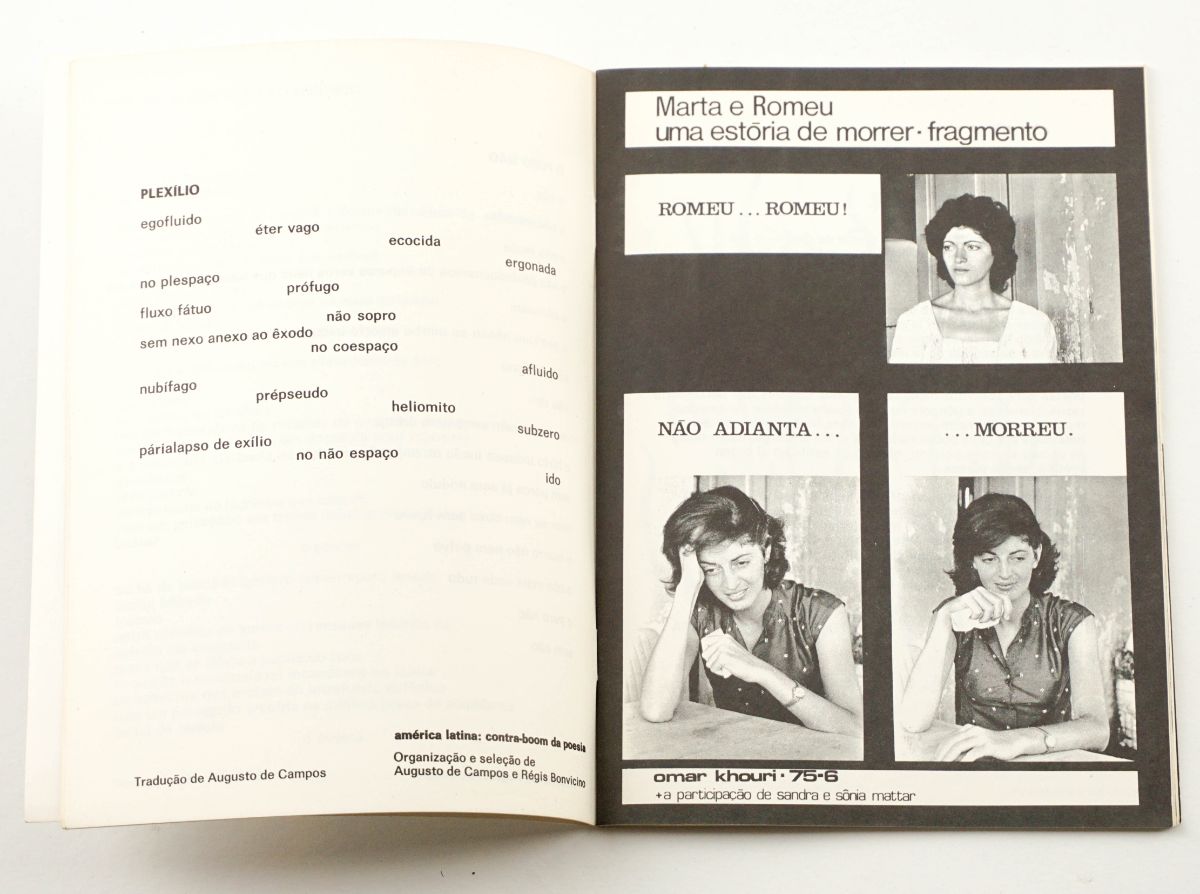 PLEXÍLIO
egofluido
éter vago
ecocida
ergonada
no plespaço
prófugo
fluxo fátuo
não sopro
sem nexo anexo ao êxodo
no coespaço
afluido
nubífago
prépseudo
heliomito
subzero
párialapso de exílio
no não espaço
ido
Tradução de Augusto de Campos
américa latina: contra-boom da poesia
Organização e seleção de
Augusto de Campos e Régis Bonvicino
Marta e Romeu
uma estória de morrer · fragmento
ROMEU . . . ROMEU!
NÃO ADIANTA . . .
. . . MORREU.
omar khouri · 75-6
+a participação de sandra e sônia mattar